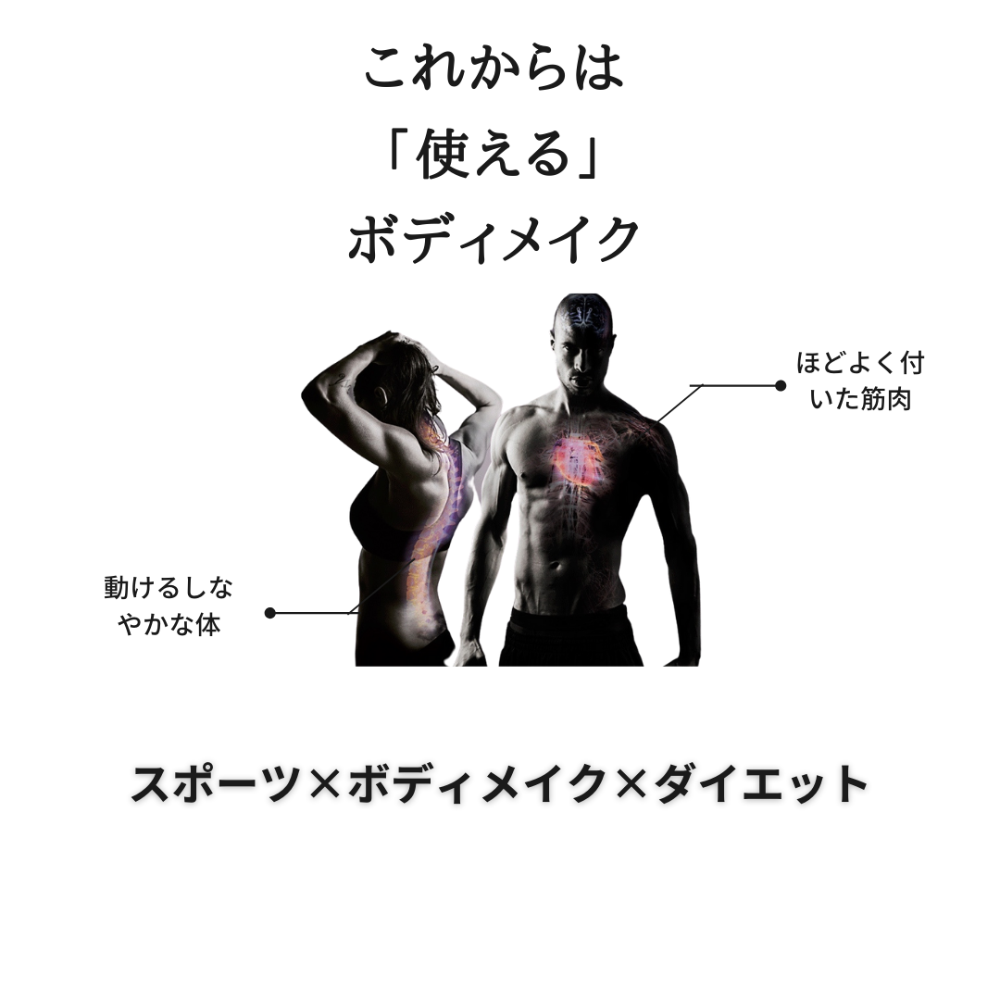 これからは
「使える」
ボディメイク
ほどよく付
いた筋肉
動けるしな
やかな体
スポーツ×ボディメイク×ダイエット